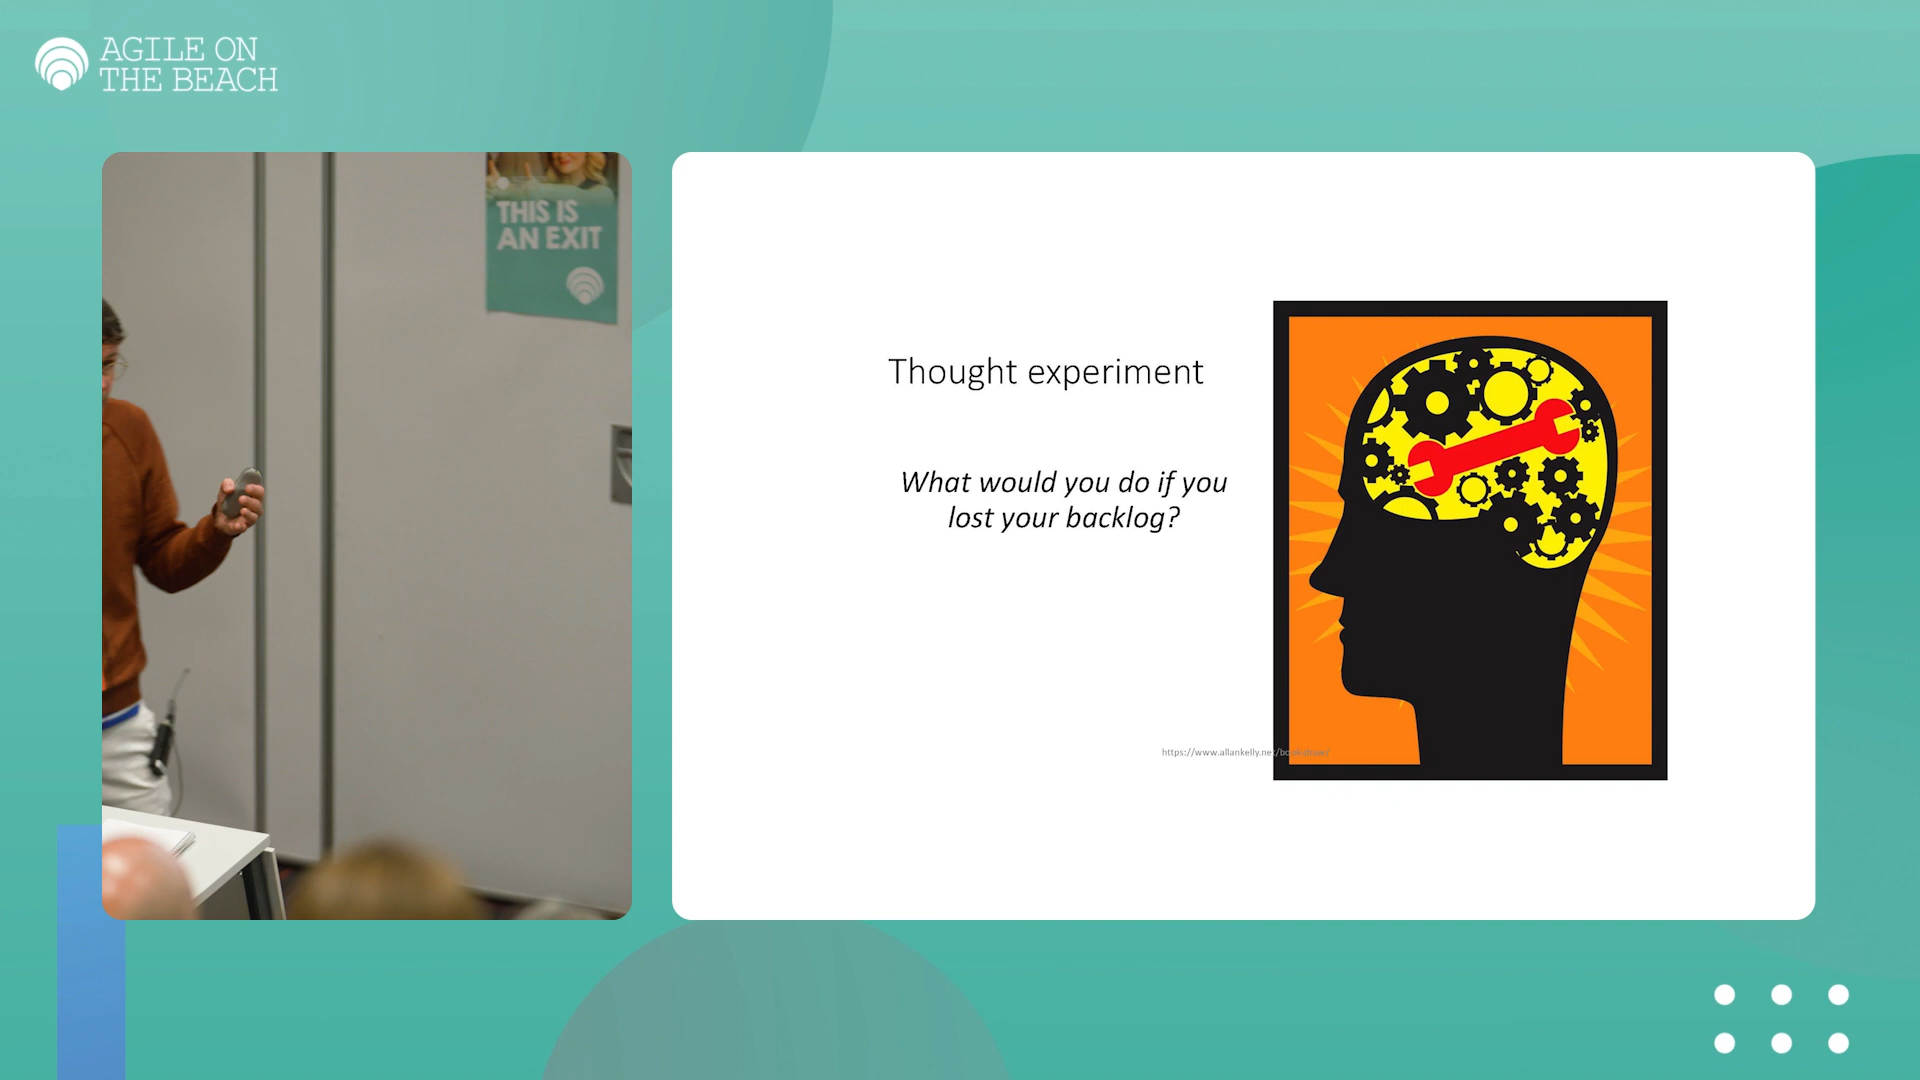 AGILE ON
THE BEACH
THIS IS
AN EXIT
Thought experiment
What would you do if you
lost your backlog?